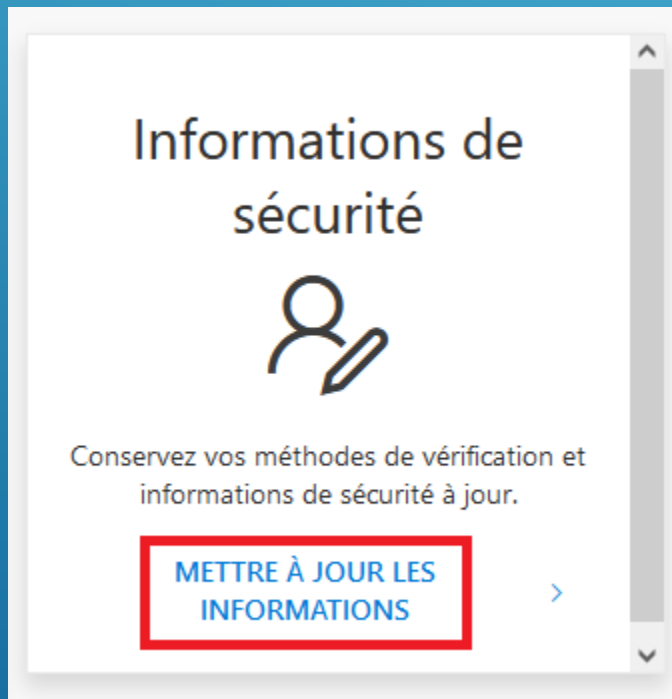 Informations de
sécurité
Conservez vos méthodes de vérification et
informations de sécurité à jour.
METTRE À JOUR LES
INFORMATIONS